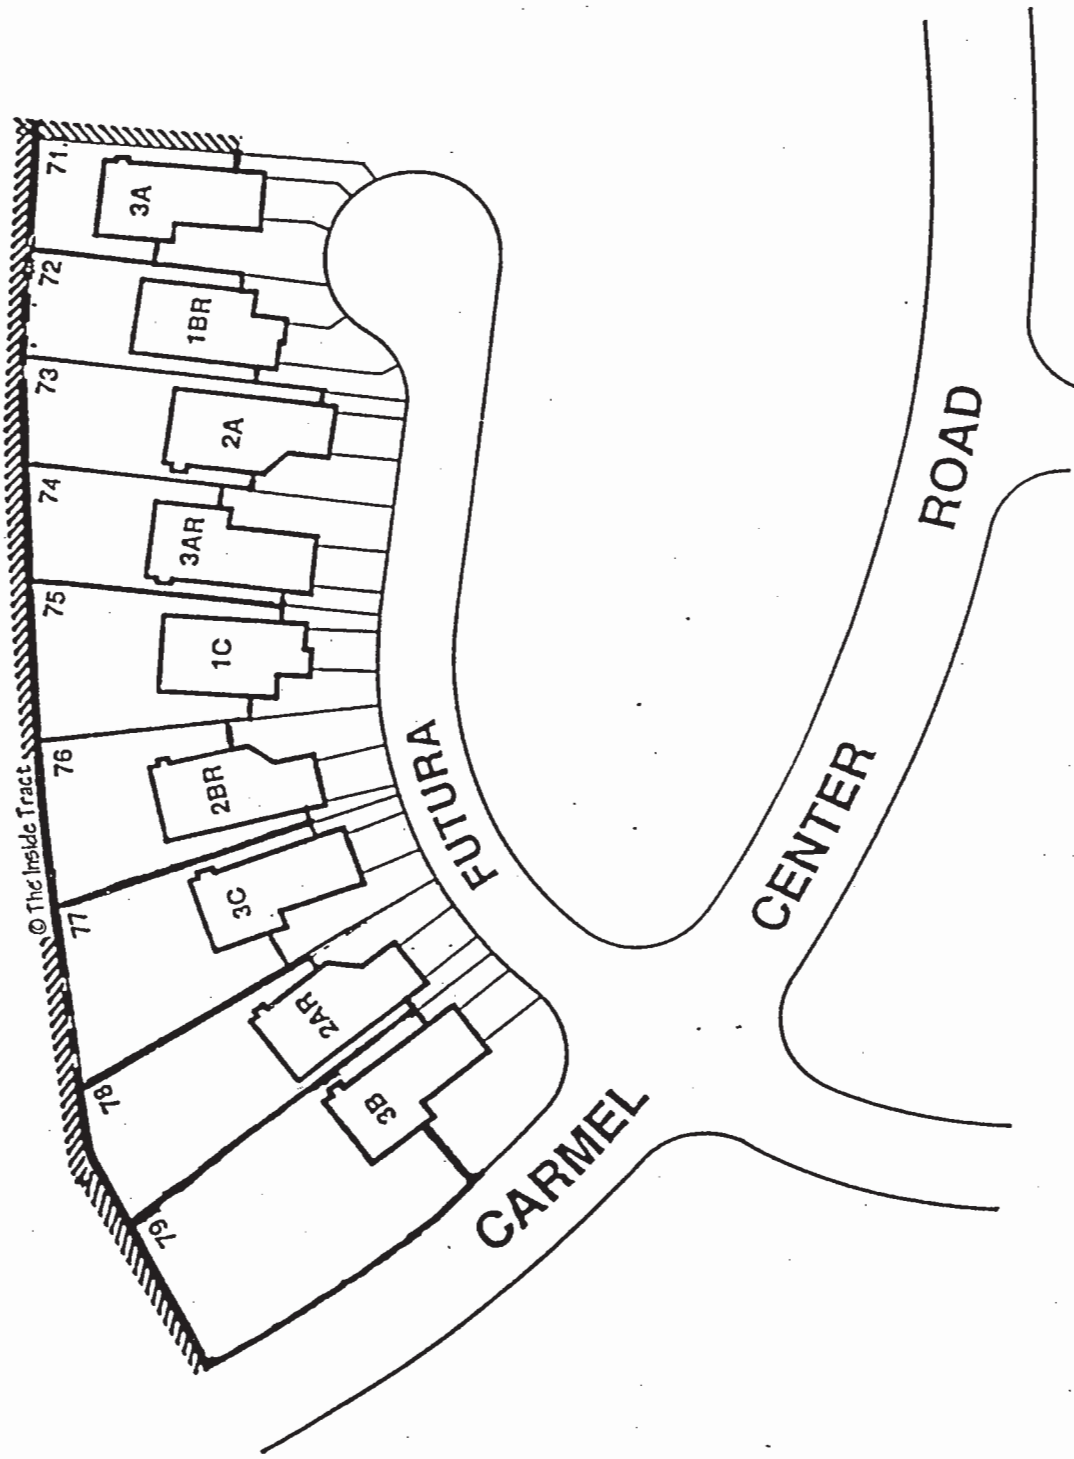 71.
3A
72
1BR
73
2A
74
3AR
75
1C
76
2BR
© The Inside Tract
77
3C
78
2AR
79
3B
FUTURA
CARMEL
CENTER
ROAD